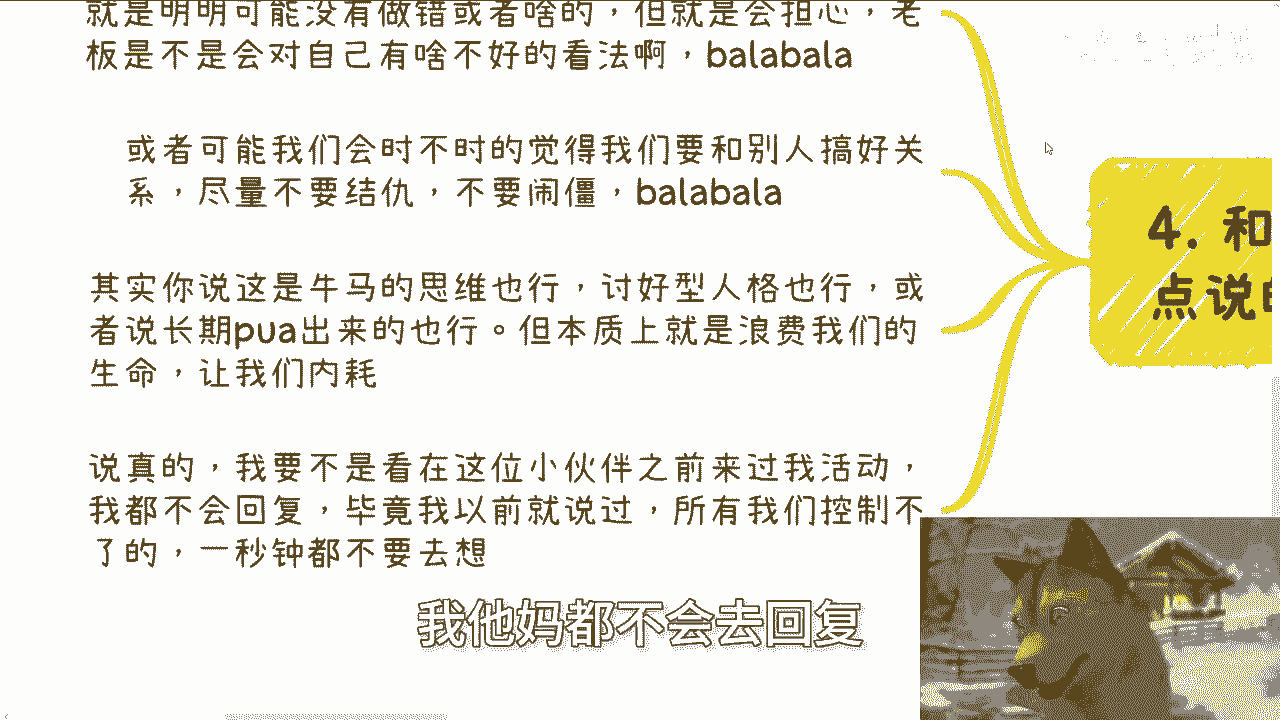 就是明明可能没有做错或者啥的，但就是会担心，老
板是不是会对自己有啥不好的看法啊，balabala
或者可能我们会时不时的觉得我们要和别人搞好关
系，尽量不要结仇，不要闹僵，balabala
其实你说这是牛马的思维也行，讨好型人格也行，或
者说长期pua出来的也行。但本质上就是浪费我们的
生命，让我们内耗
说真的，我要不是看在这位小伙伴之前来过我活动，
我都不会回复，毕竟我以前就说过，所有我们控制不
了的，一秒钟都不要去想
4. 和
点说的
我他妈都不会去回复